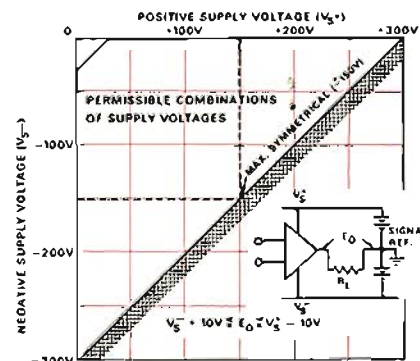 POSITIVE SUPPLY VOLTAGE (Vs+)
0 +100V +200V +300V
PERMISSIBLE COMBINATIONS
OF SUPPLY VOLTAGES
MAX. SYMMETRICAL (±150V)
-100V
-200V
-300V
NEGATIVE SUPPLY VOLTAGE (Vs-)
Vs+
EO
SIGNAL
REF.
RL
Vs-
Vs- + 10V ≤ EO ≤ Vs+ - 10V